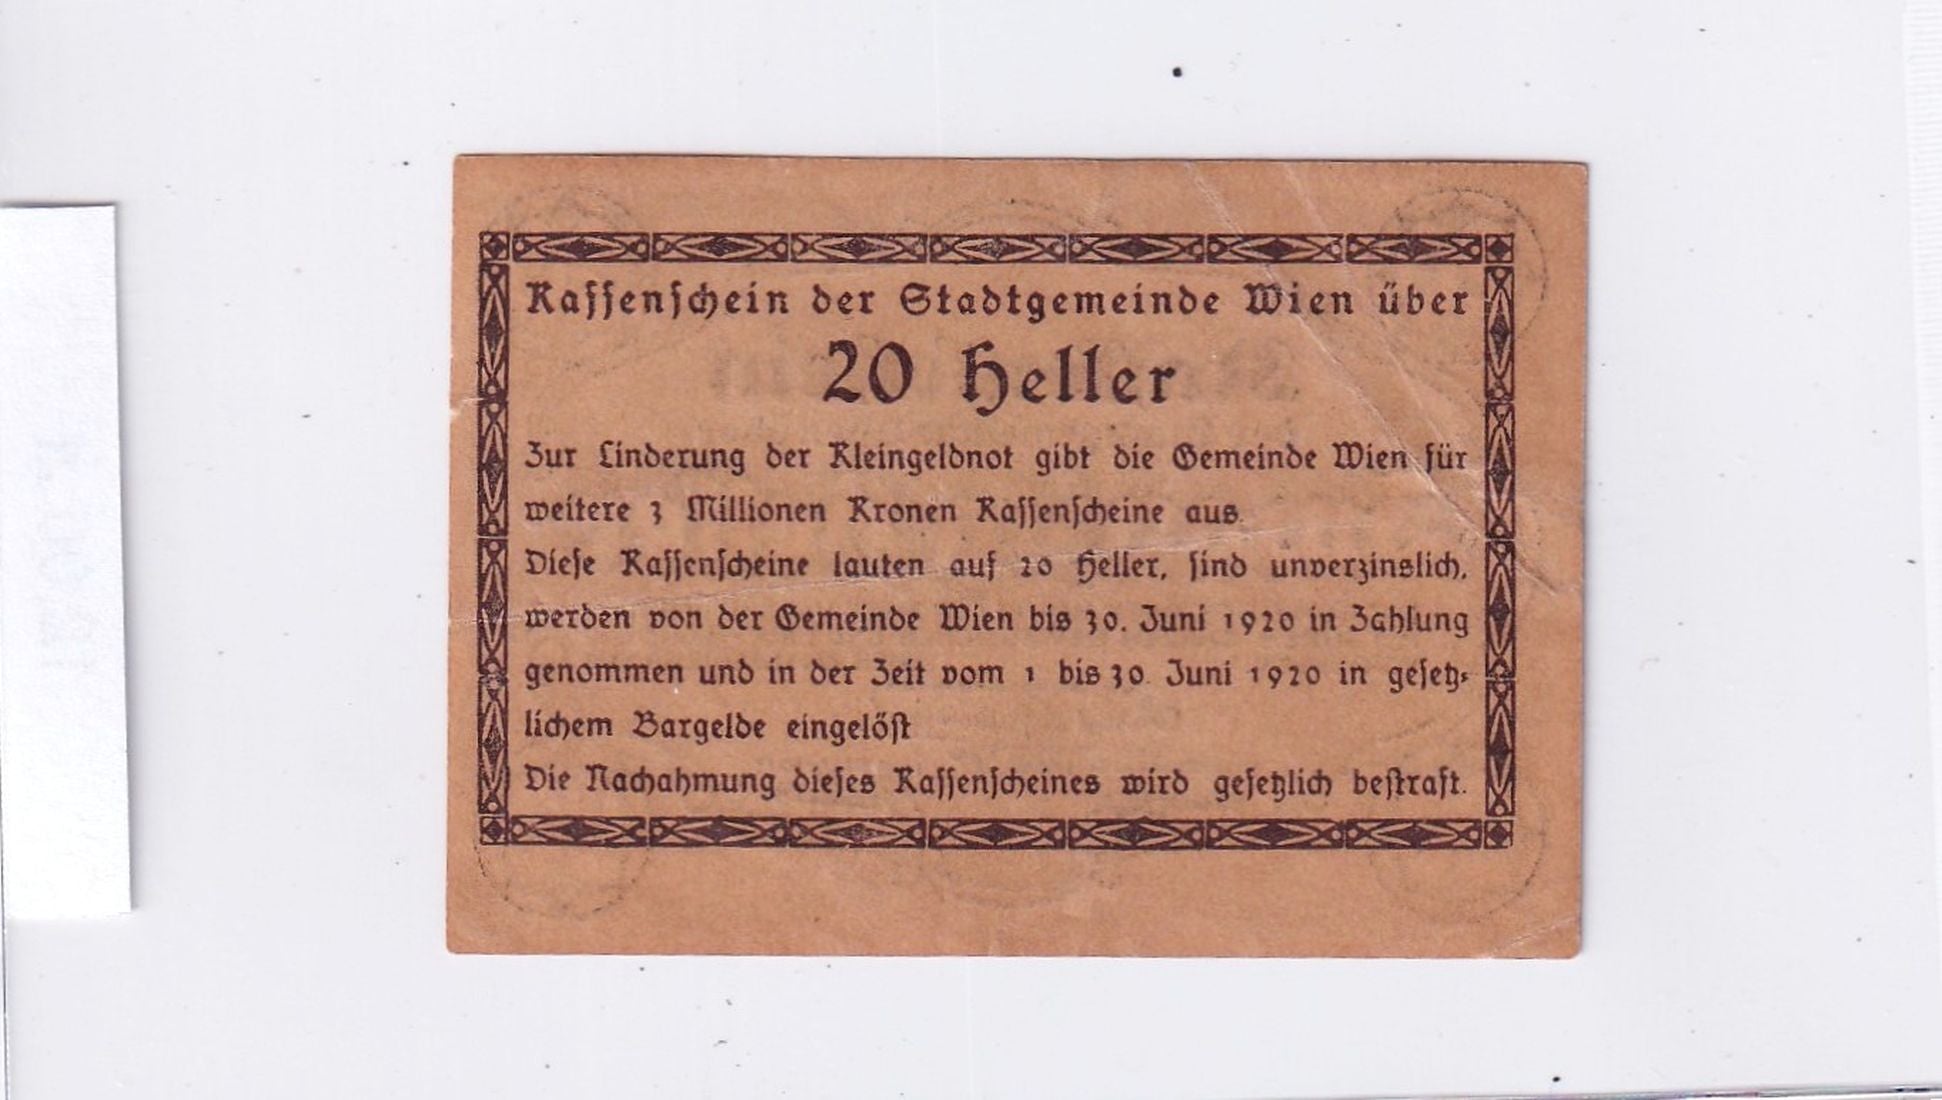 Kassenschein der Stadtgemeinde Wien über
20 Heller
Zur Linderung der Kleingeldnot gibt die Gemeinde Wien für
weitere 3 Millionen Kronen Kassenscheine aus.
Diese Kassenscheine lauten auf 20 Heller, sind unverzinslich,
werden von der Gemeinde Wien bis 30. Juni 1920 in Zahlung
genommen und in der Zeit vom 1 bis 30. Juni 1920 in gesetz-
lichem Bargelde eingelöst
Die Nachahmung dieses Kassenscheines wird gesetzlich bestraft.